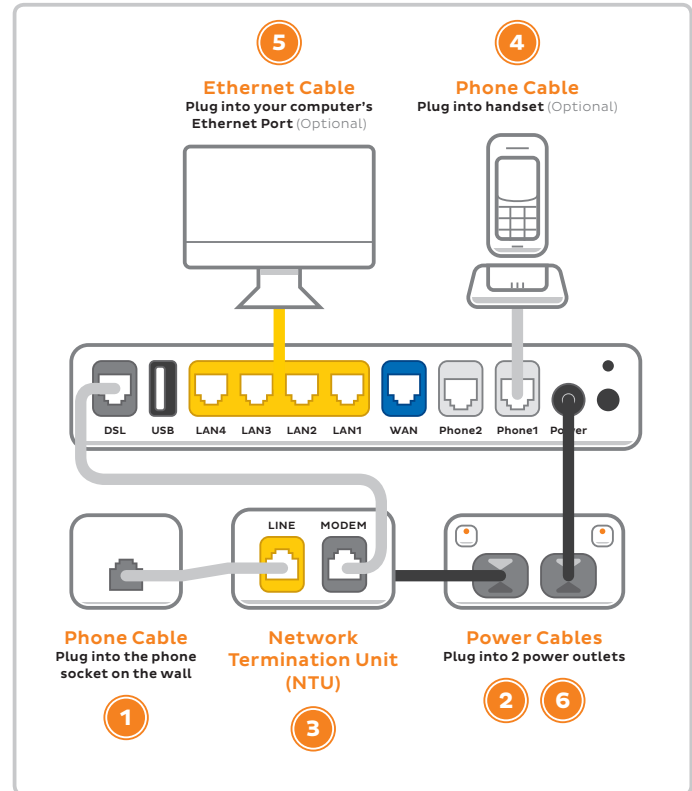 5
Ethernet Cable
Plug into your computer's
Ethernet Port (Optional)
4
Phone Cable
Plug into handset (Optional)
DSL USB LAN4 LAN3 LAN2 LAN1 WAN Phone2 Phone1 Power
LINE MODEM
Phone Cable
Plug into the phone
socket on the wall
1
Network
Termination Unit
(NTU)
3
Power Cables
Plug into 2 power outlets
2 6